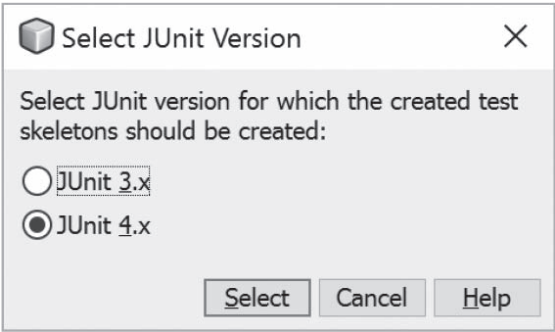 Select JUnit Version
Select JUnit version for which the created test
skeletons should be created:
JUnit 3.x
JUnit 4.x
Select Cancel Help